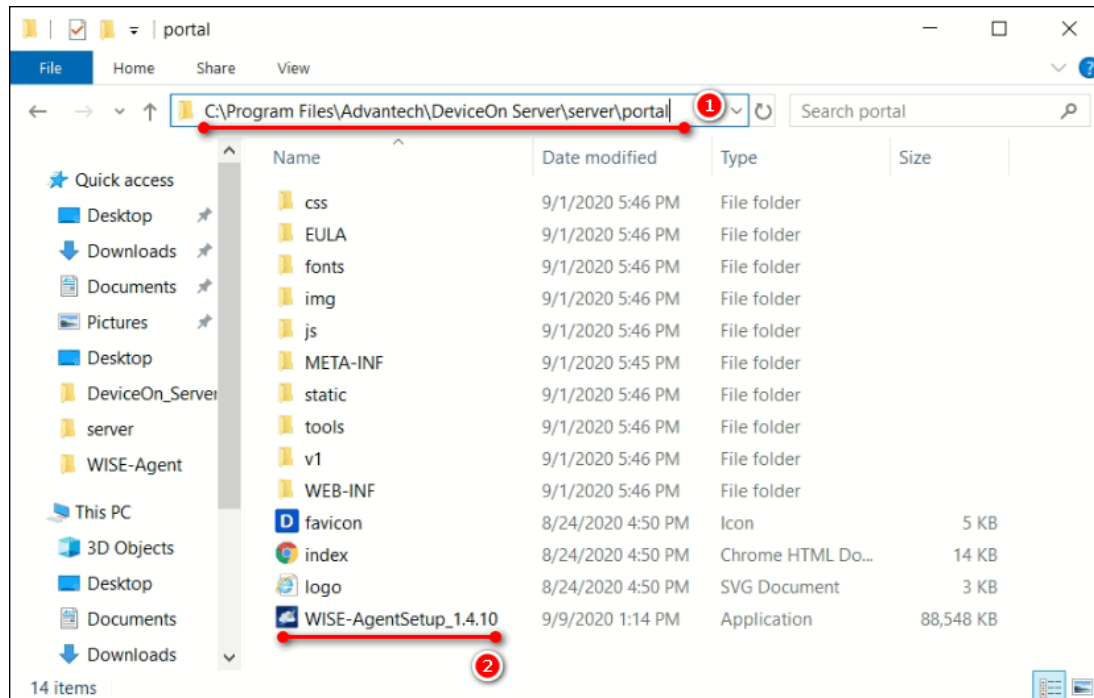 portal
File Home Share View
C:\Program Files\Advantech\DeviceOn Server\server\portal 1 Search portal
Name Date modified Type Size
Quick access
Desktop
Downloads
Documents
Pictures
Desktop
DeviceOn_Server
server
WISE-Agent
This PC
3D Objects
Desktop
Documents
Downloads
css 9/1/2020 5:46 PM File folder
EULA 9/1/2020 5:46 PM File folder
fonts 9/1/2020 5:46 PM File folder
img 9/1/2020 5:46 PM File folder
js 9/1/2020 5:46 PM File folder
META-INF 9/1/2020 5:45 PM File folder
static 9/1/2020 5:46 PM File folder
tools 9/1/2020 5:46 PM File folder
v1 9/1/2020 5:46 PM File folder
WEB-INF 9/1/2020 5:46 PM File folder
favicon 8/24/2020 4:50 PM Icon 5 KB
index 8/24/2020 4:50 PM Chrome HTML Do... 14 KB
logo 8/24/2020 4:50 PM SVG Document 3 KB
WISE-AgentSetup_1.4.10 9/9/2020 1:14 PM Application 88,548 KB
2
14 items